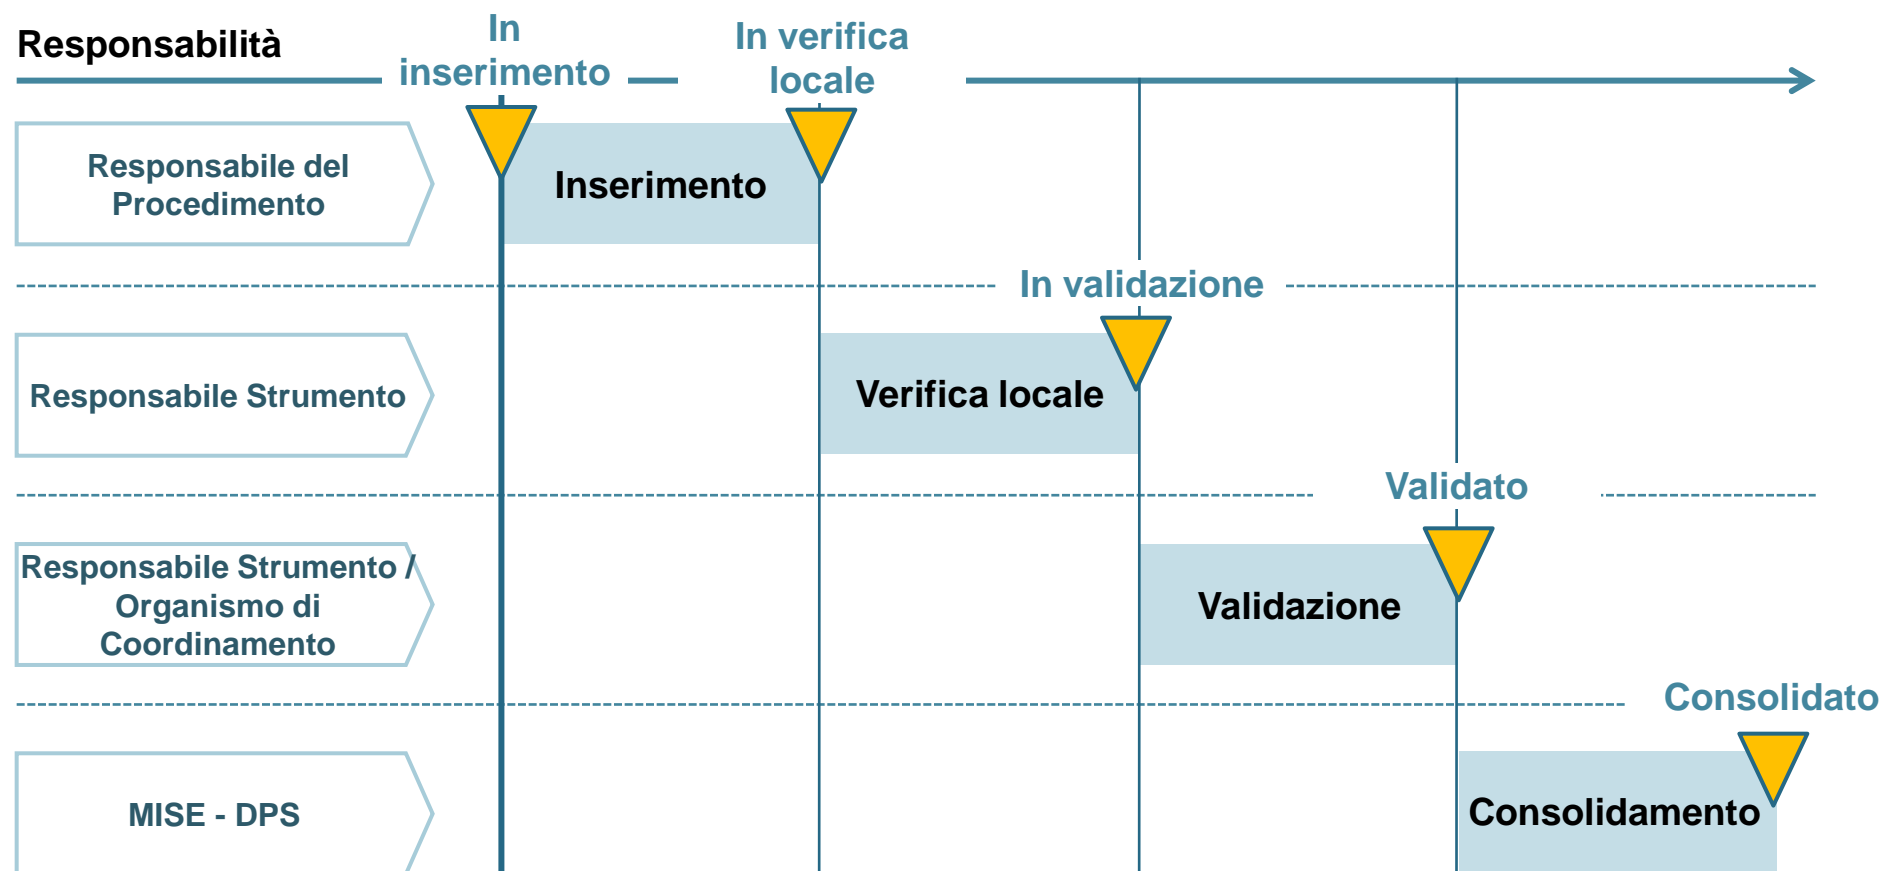 Responsabilità
In
inserimento
In verifica
locale
Responsabile del
Procedimento
Inserimento
In validazione
Responsabile Strumento
Verifica locale
Validato
Responsabile Strumento /
Organismo di
Coordinamento
Validazione
Consolidato
MISE - DPS
Consolidamento